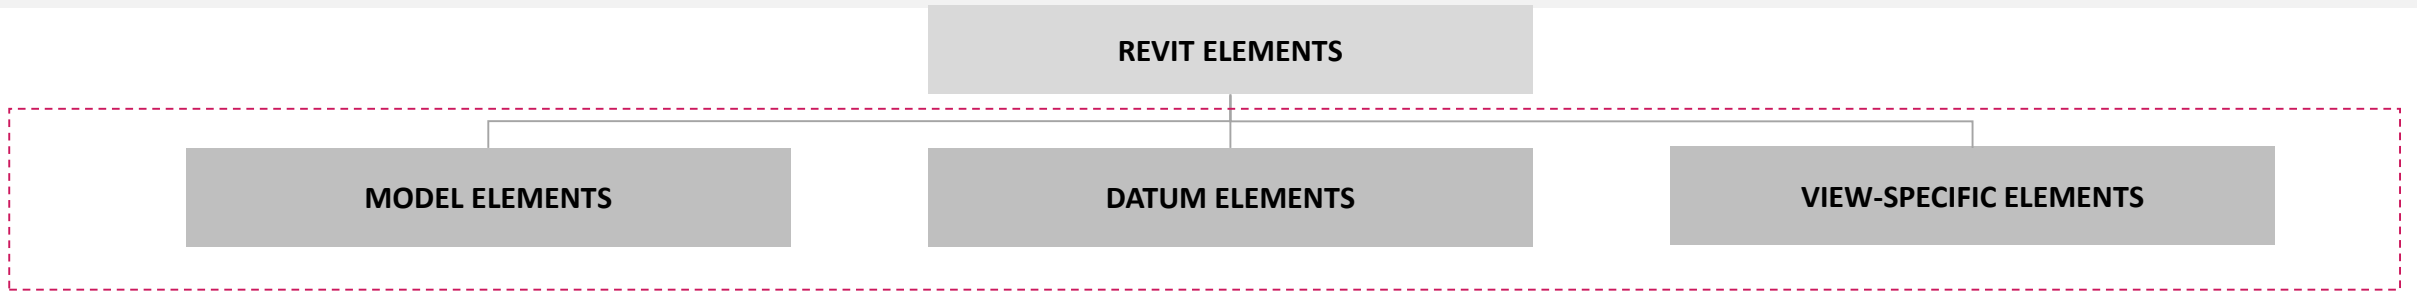 REVIT ELEMENTS
MODEL ELEMENTS
DATUM ELEMENTS
VIEW-SPECIFIC ELEMENTS